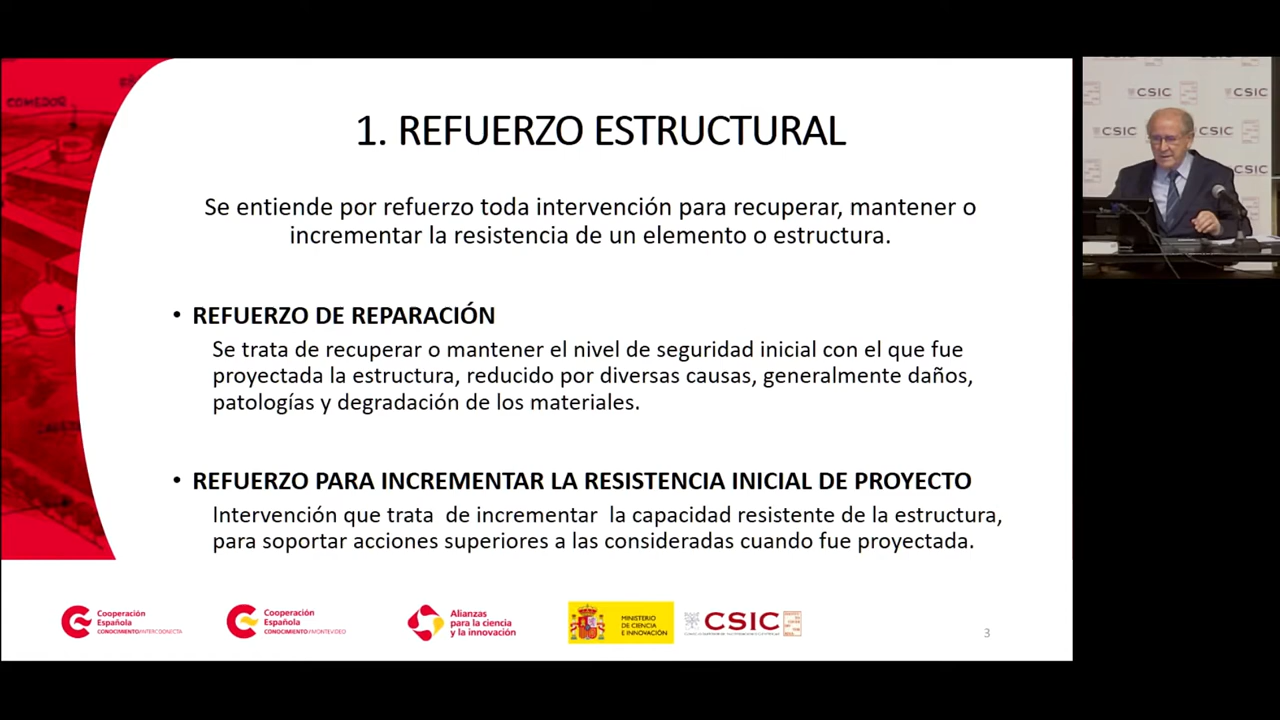 COMEDOR
1. REFUERZO ESTRUCTURAL
Se entiende por refuerzo toda intervención para recuperar, mantener o
incrementar la resistencia de un elemento o estructura.
• REFUERZO DE REPARACIÓN
Se trata de recuperar o mantener el nivel de seguridad inicial con el que fue
proyectada la estructura, reducido por diversas causas, generalmente daños,
patologías y degradación de los materiales.
• REFUERZO PARA INCREMENTAR LA RESISTENCIA INICIAL DE PROYECTO
Intervención que trata de incrementar la capacidad resistente de la estructura,
para soportar acciones superiores a las consideradas cuando fue proyectada.
Cooperación
Española
CONOCIMIENTO/INTERCOONECTA
Cooperación
Española
CONOCIMIENTO/MONTEVIDEO
Alianzas
para la ciencia
y la innovación
MINISTERIO
DE CIENCIA
E INNOVACIÓN
CSIC
3
CSIC
CSIC
CSIC
CSIC
CSIC